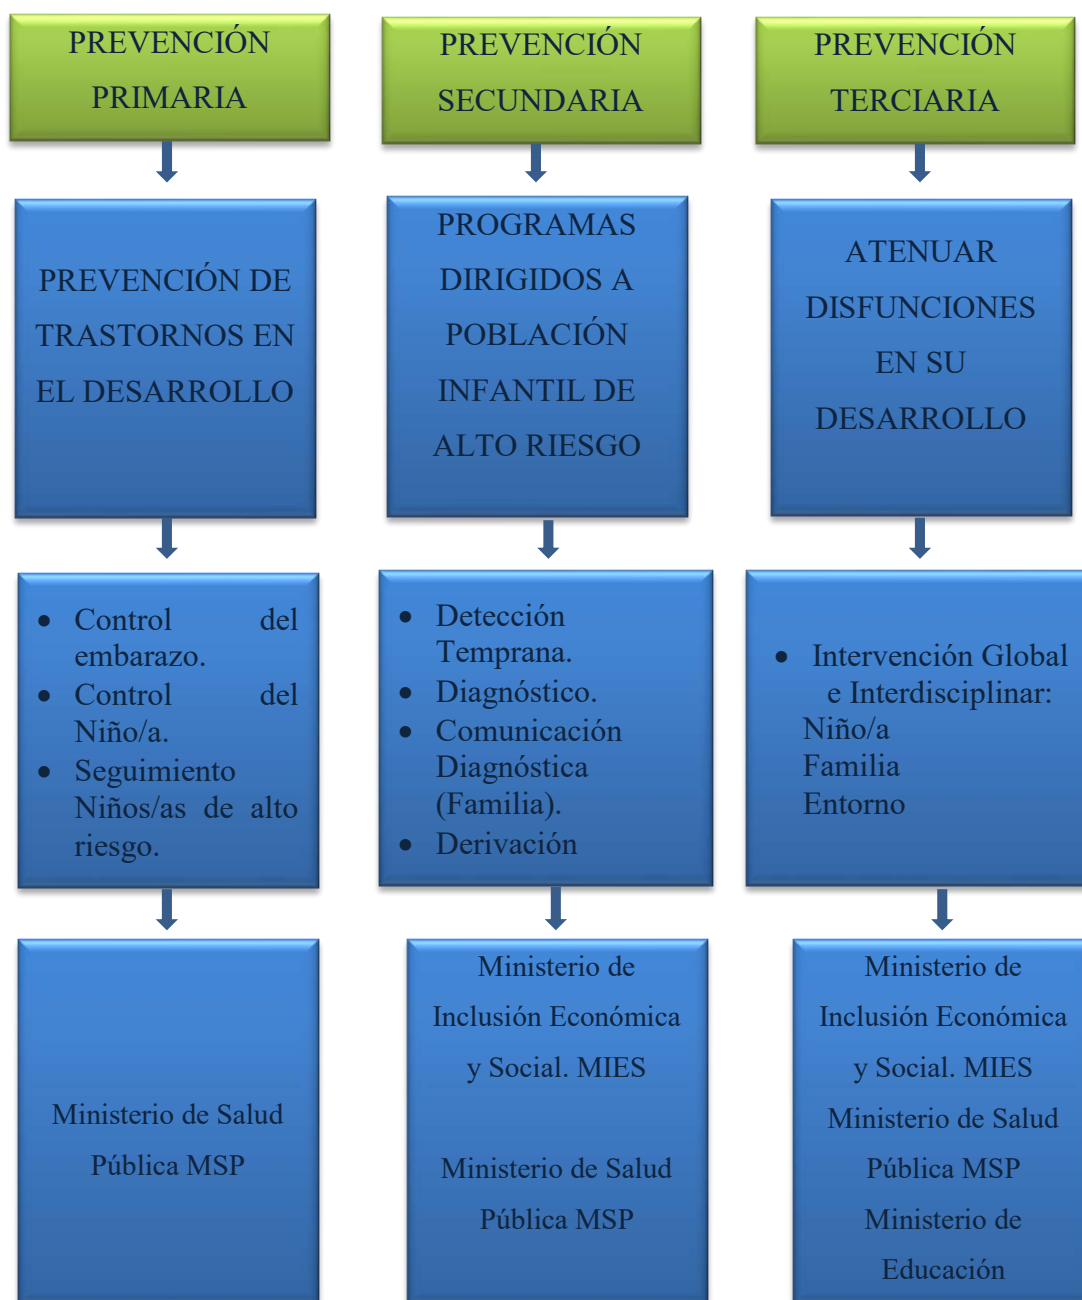 PREVENCIÓN
PRIMARIA
PREVENCIÓN DE
TRASTORNOS EN
EL DESARROLLO
• Control del
embarazo.
• Control del
Niño/a.
• Seguimiento
Niños/as de alto
riesgo.
Ministerio de Salud
Pública MSP
PREVENCIÓN
SECUNDARIA
PROGRAMAS
DIRIGIDOS A
POBLACIÓN
INFANTIL DE
ALTO RIESGO
• Detección
Temprana.
• Diagnóstico.
• Comunicación
Diagnóstica
(Familia).
• Derivación
Ministerio de
Inclusión Económica
y Social. MIES
Ministerio de Salud
Pública MSP
PREVENCIÓN
TERCIARIA
ATENUAR
DISFUNCIONES
EN SU
DESARROLLO
• Intervención Global
e Interdisciplinar:
Niño/a
Familia
Entorno
Ministerio de
Inclusión Económica
y Social. MIES
Ministerio de Salud
Pública MSP
Ministerio de
Educación